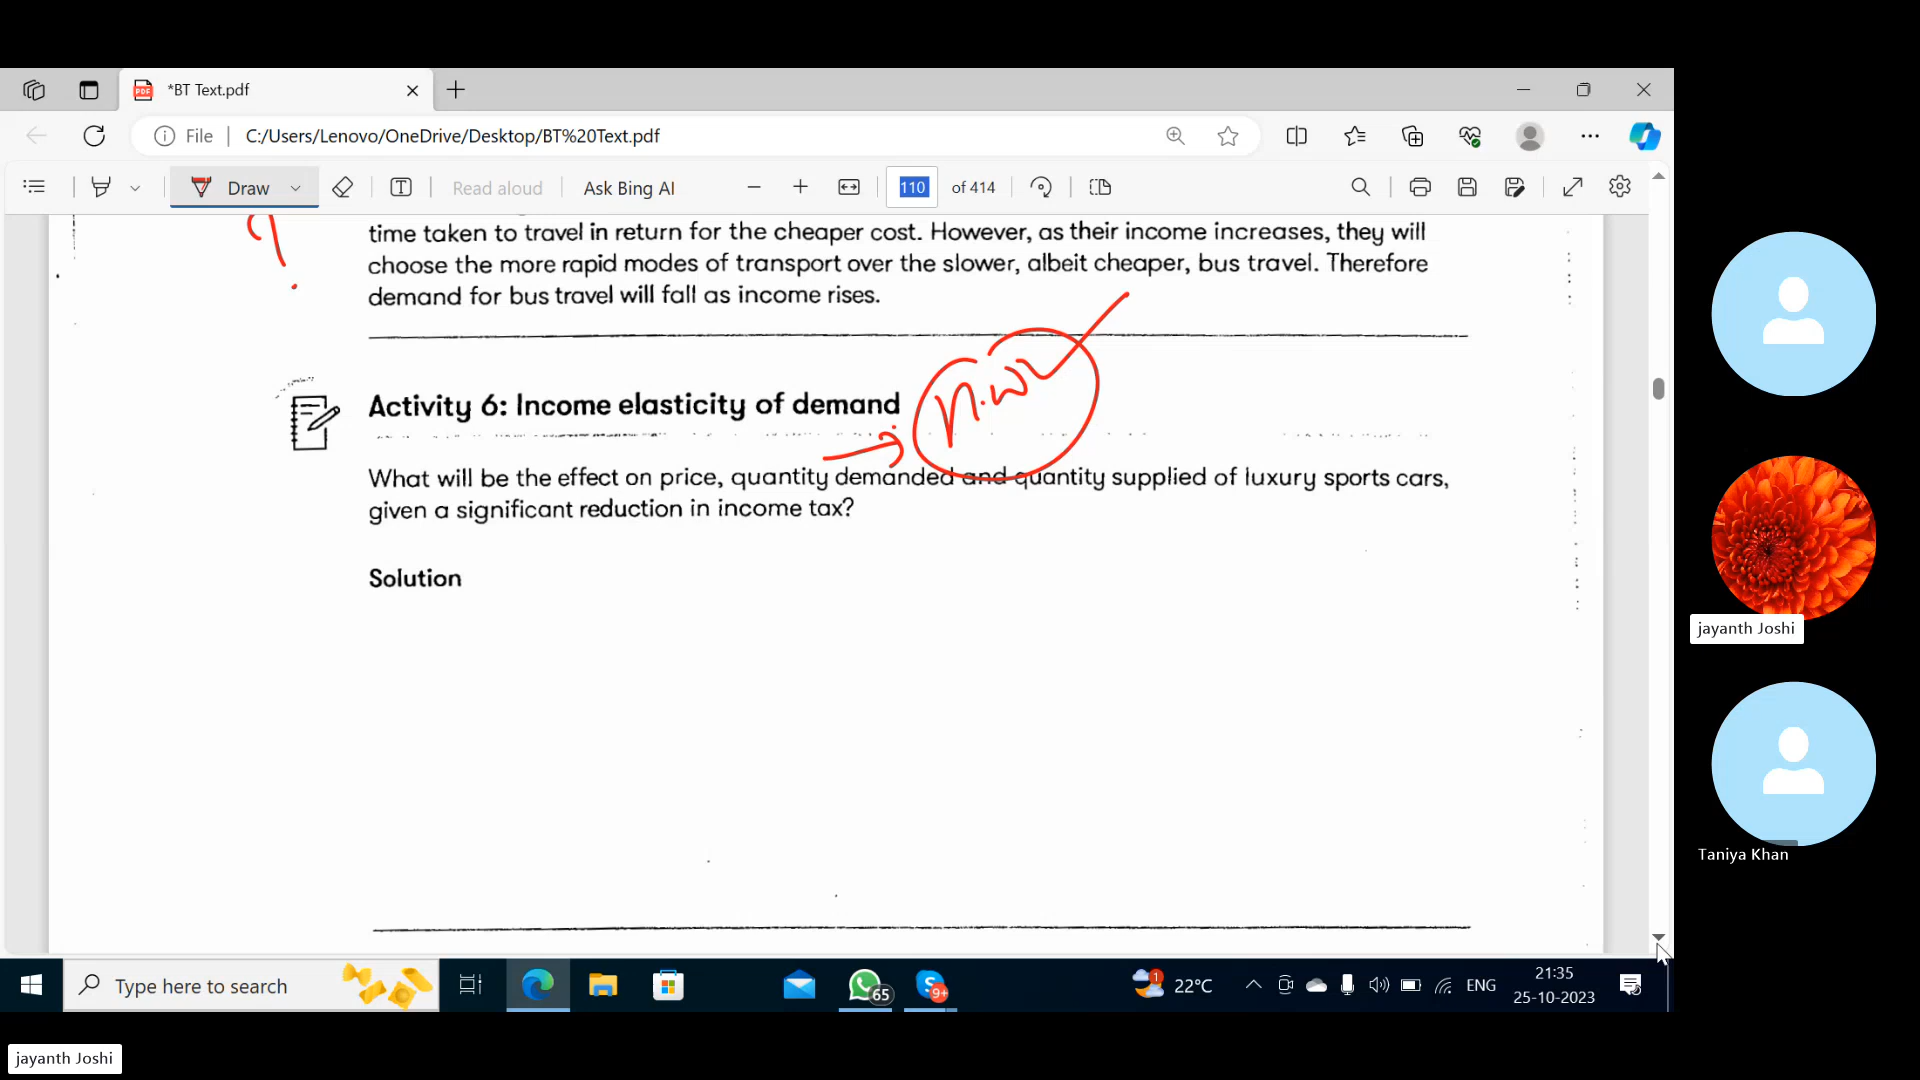 *BT Text.pdf
File
C:/Users/Lenovo/OneDrive/Desktop/BT%20Text.pdf
Draw
Read aloud
Ask Bing AI
110
of 414
time taken to travel in return for the cheaper cost. However, as their income increases, they will
choose the more rapid modes of transport over the slower, albeit cheaper, bus travel. Therefore
demand for bus travel will fall as income rises.
Activity 6: Income elasticity of demand
What will be the effect on price, quantity demanded and quantity supplied of luxury sports cars,
given a significant reduction in income tax?
Solution
jayanth Joshi
Taniya Khan
Type here to search
65
9+
1
22°C
ENG
21:35
25-10-2023
jayanth Joshi